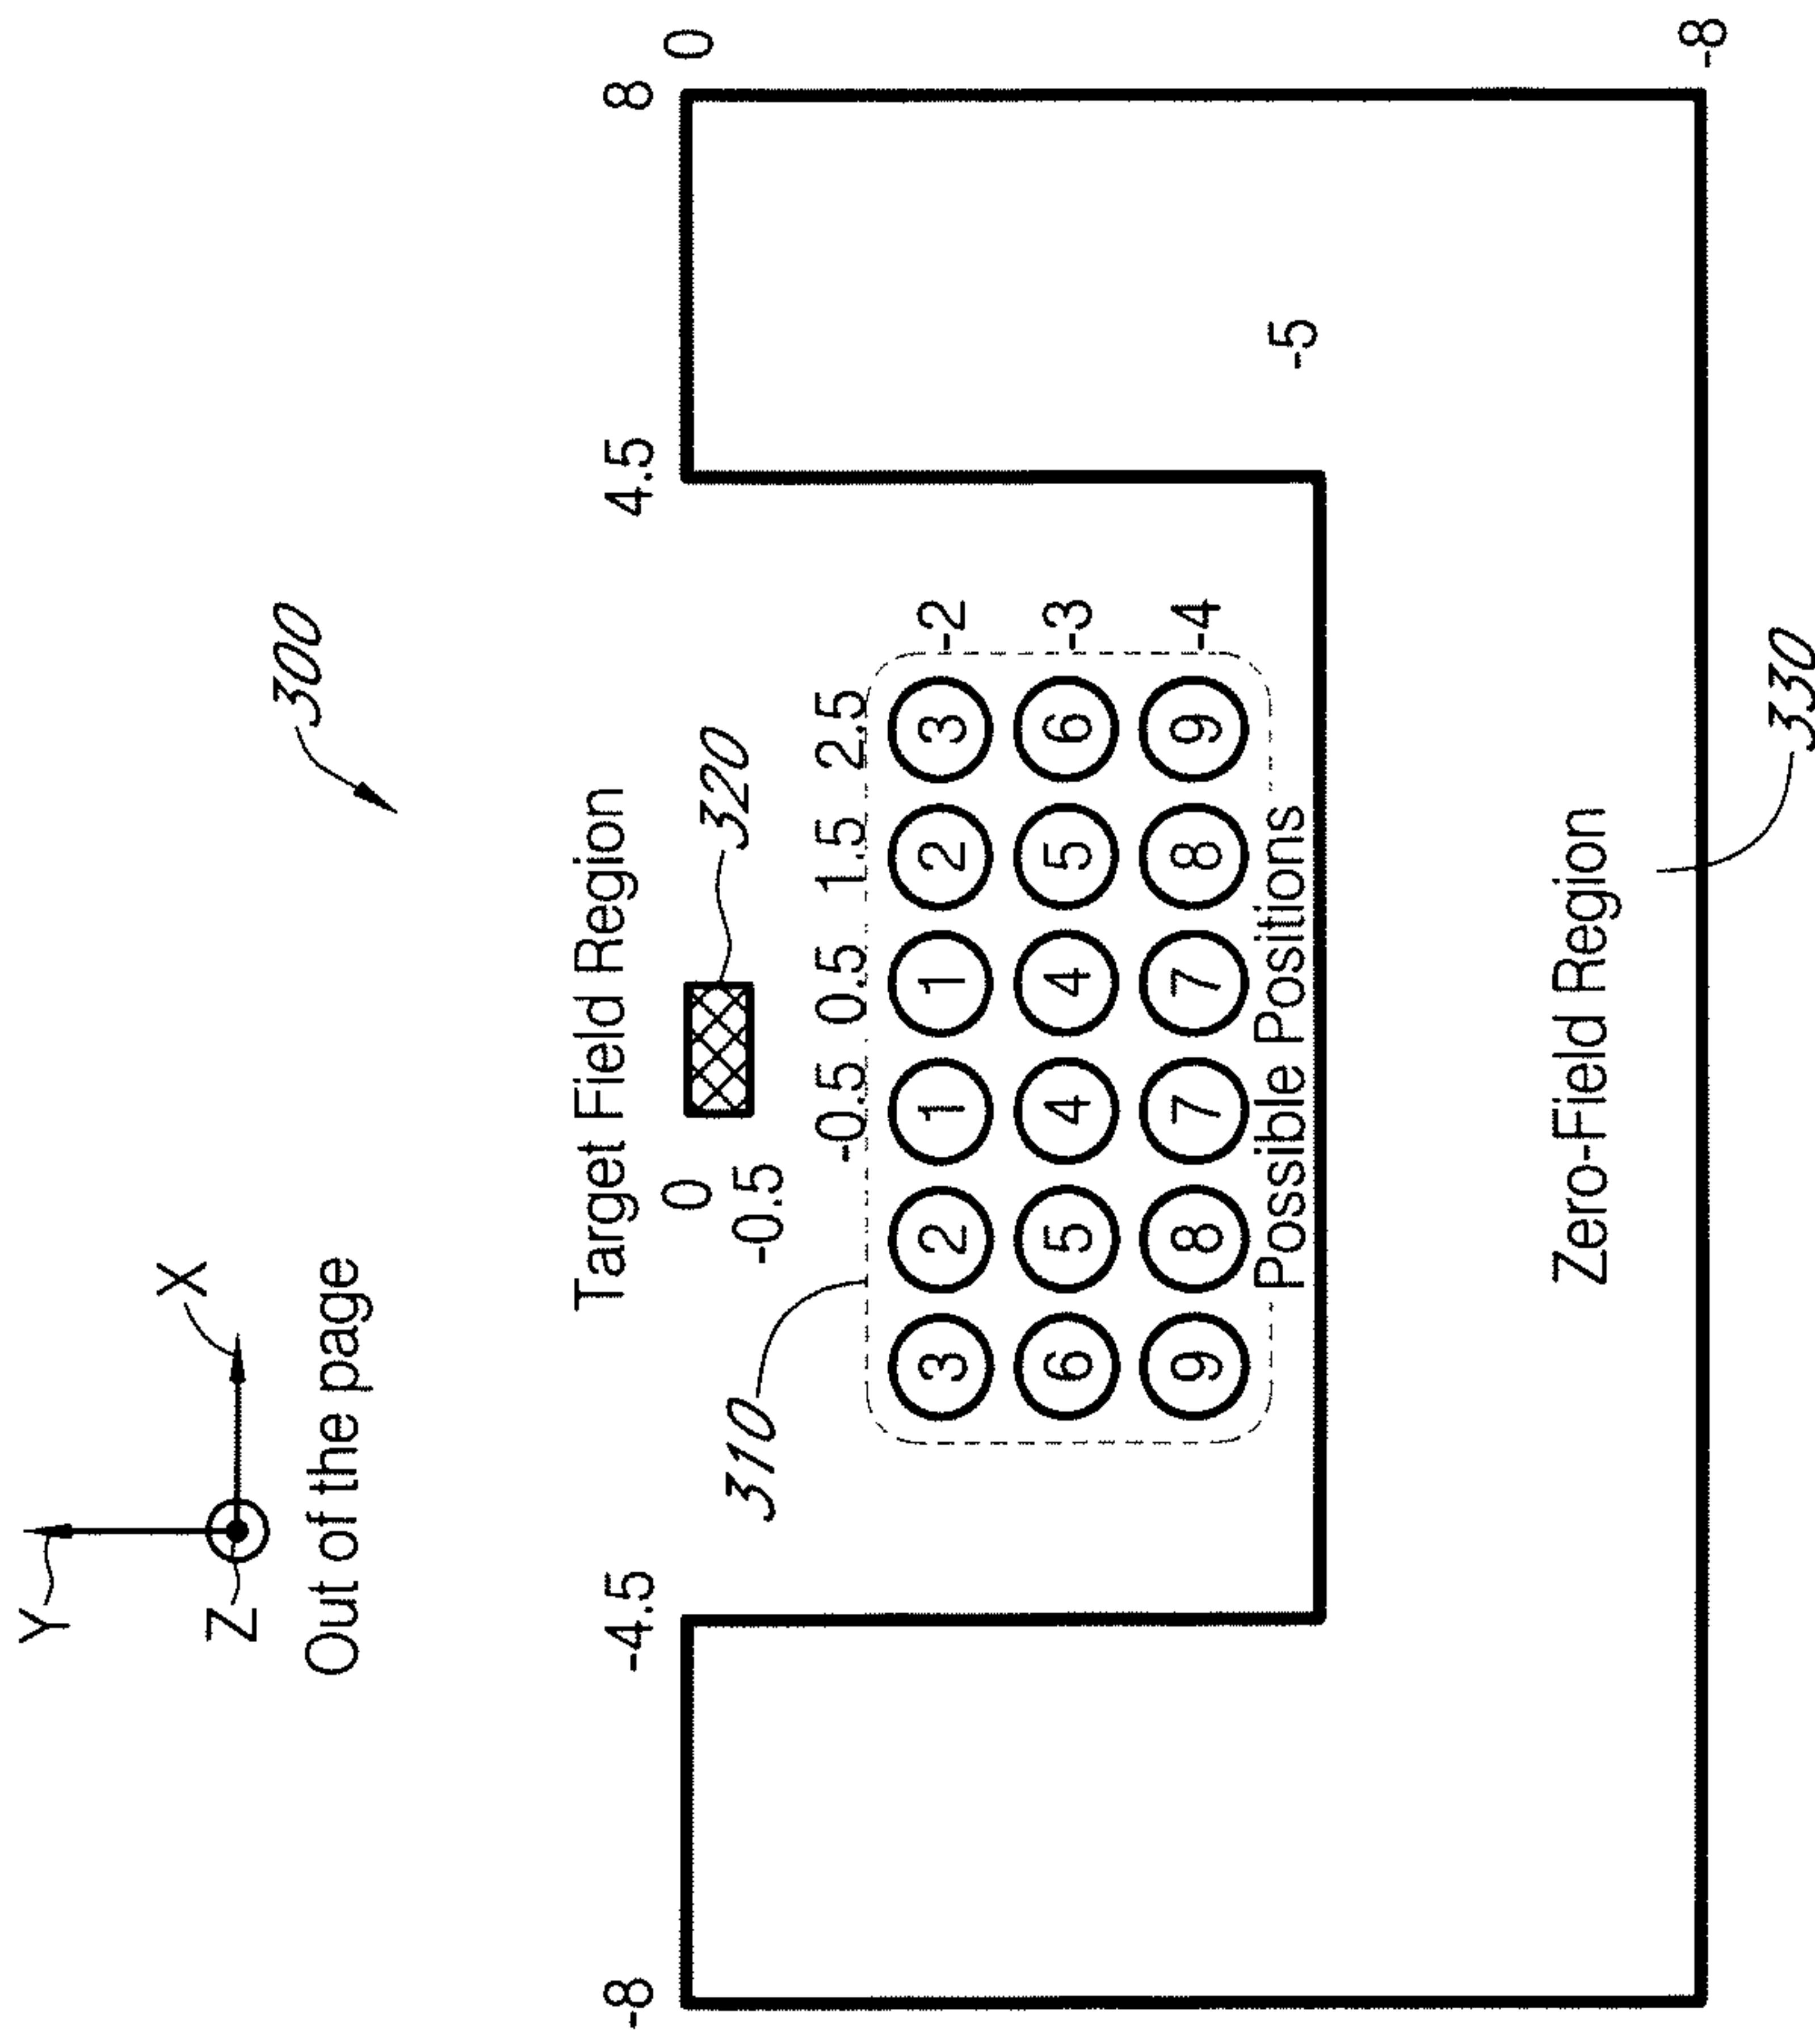 Y
X
Z
Out of the page
300
Target Field Region
-8 -4.5 4.5 8
0 0
320
310 -0.5
-0.5 0.5 1.5 2.5
3 2 1 1 2 3 -2
6 5 4 4 5 6 -3
9 8 7 7 8 9 -4
Possible Positions -5
Zero-Field Region
-8
330